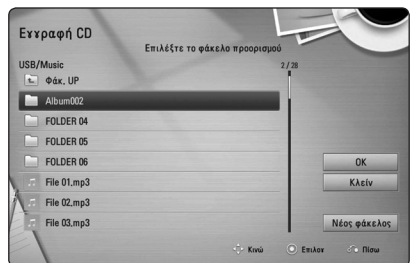 Εγγραφή CD
Επιλέξτε το φάκελο προορισμού
USB/Music
2 / 28
Φάκ. UP
Album002
FOLDER 04
FOLDER 05
FOLDER 06
File 01.mp3
File 02.mp3
File 03.mp3
OK
Κλείν
Νέος φάκελος
Κινώ
Επιλον
Πίσω